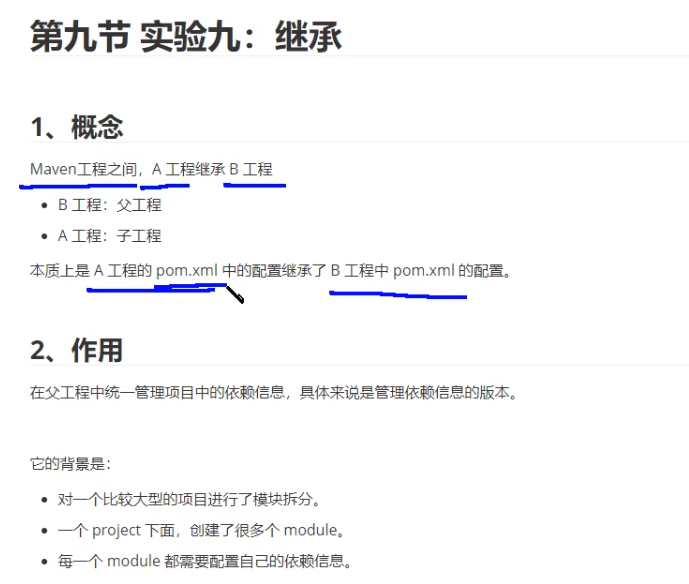 第九节 实验九：继承
1、概念
Maven工程之间，A 工程继承 B 工程
B 工程：父工程
A 工程：子工程
本质上是 A 工程的 pom.xml 中的配置继承了 B 工程中 pom.xml 的配置。
2、作用
在父工程中统一管理项目中的依赖信息，具体来说是管理依赖信息的版本。
它的背景是：
对一个比较大型的项目进行了模块拆分。
一个 project 下面，创建了很多个 module。
每一个 module 都需要配置自己的依赖信息。